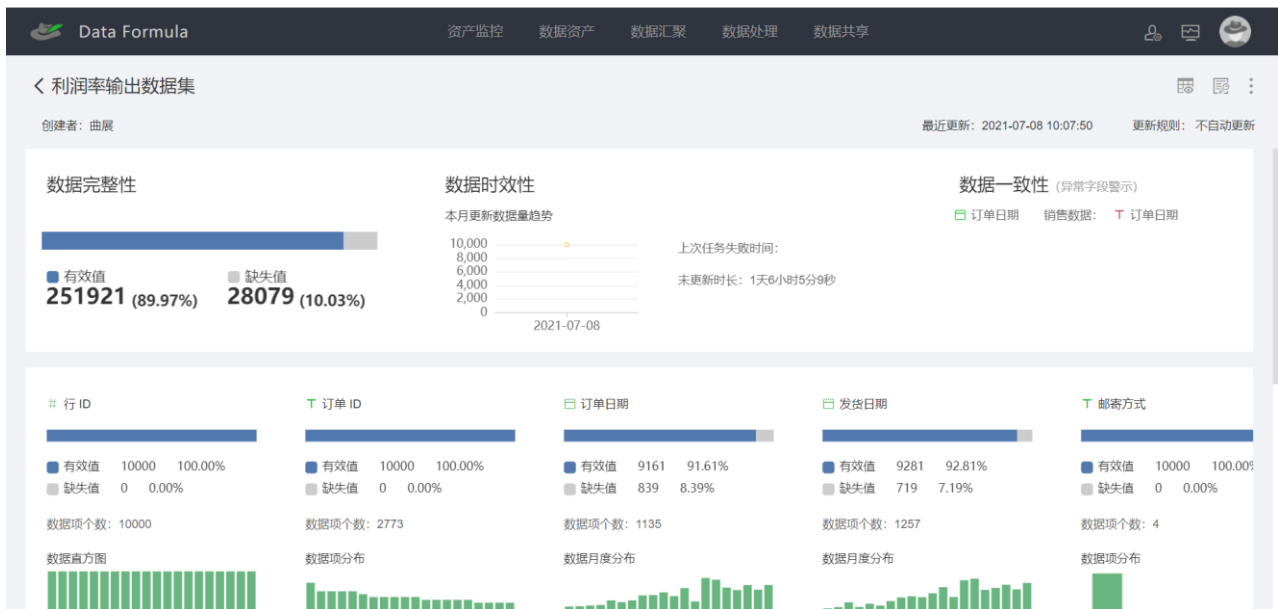 Data Formula 资产监控 数据资产 数据汇聚 数据处理 数据共享
利润率输出数据集
创建者：曲展 最近更新：2021-07-08 10:07:50 更新规则：不自动更新
数据完整性 数据时效性 数据一致性 (异常字段警示)
本月更新数据量趋势 订单日期 销售数据： 订单日期
10,000
8,000
6,000
4,000
2,000
0
2021-07-08
上次任务失败时间：
未更新时长：1天6小时5分9秒
有效值 缺失值
251921 (89.97%) 28079 (10.03%)
# 行 ID T 订单 ID 订单日期 发货日期 T 邮寄方式
有效值 10000 100.00% 有效值 10000 100.00% 有效值 9161 91.61% 有效值 9281 92.81% 有效值 10000 100.00%
缺失值 0 0.00% 缺失值 0 0.00% 缺失值 839 8.39% 缺失值 719 7.19% 缺失值 0 0.00%
数据项个数：10000 数据项个数：2773 数据项个数：1135 数据项个数：1257 数据项个数：4
数据直方图 数据项分布 数据月度分布 数据月度分布 数据项分布